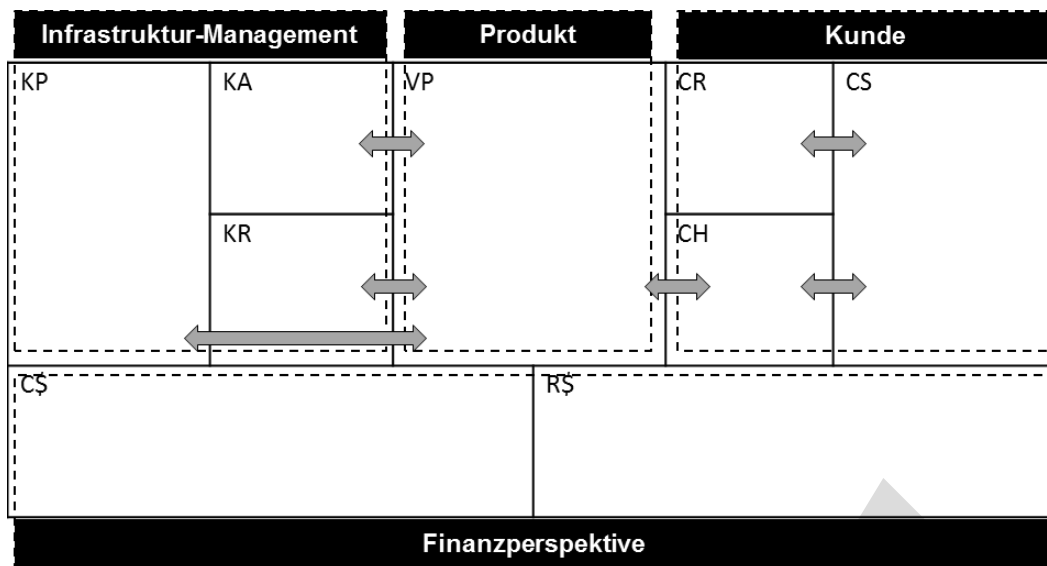 Infrastruktur-Management
Produkt
Kunde
KP
KA
VP
CR
CS
KR
CH
C$
R$
Finanzperspektive